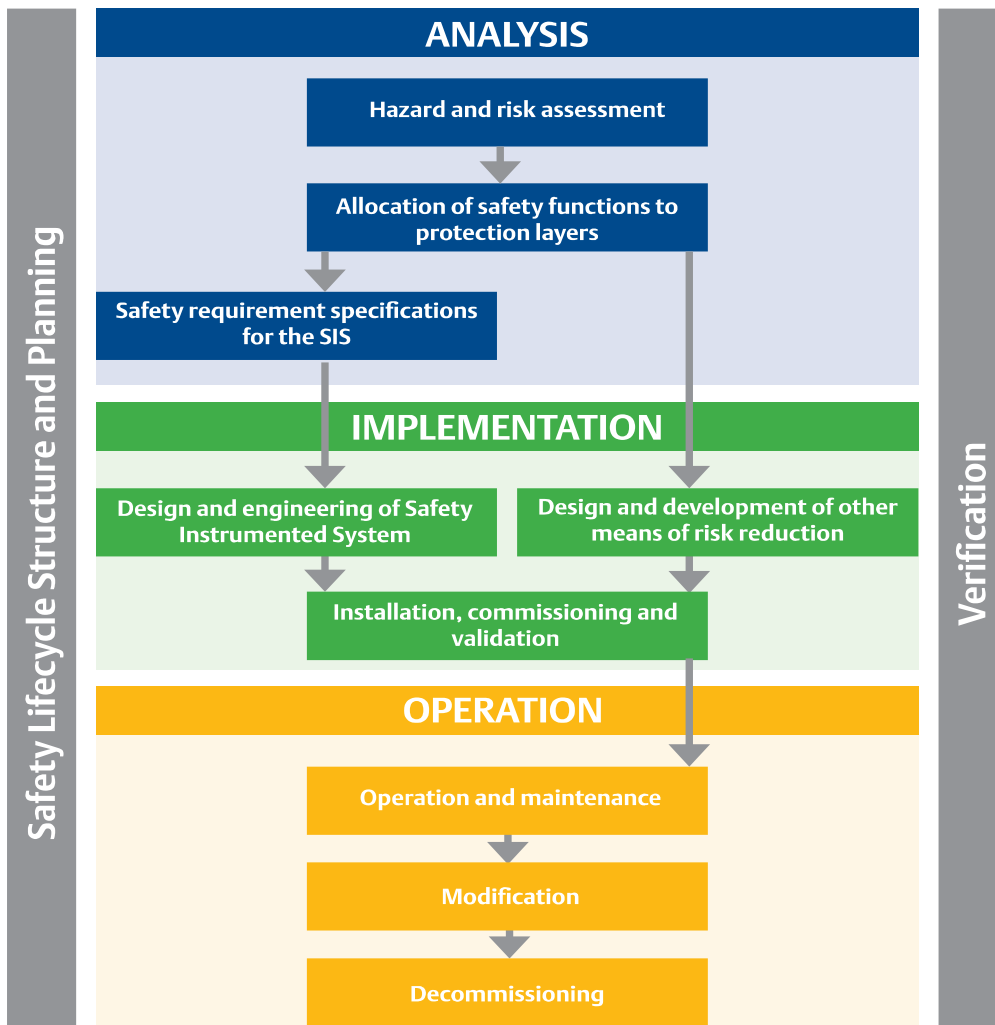 Safety Lifecycle Structure and Planning
ANALYSIS
Hazard and risk assessment
Allocation of safety functions to
protection layers
Safety requirement specifications
for the SIS
IMPLEMENTATION
Design and engineering of Safety
Instrumented System
Design and development of other
means of risk reduction
Installation, commissioning and
validation
OPERATION
Operation and maintenance
Modification
Decommissioning
Verification